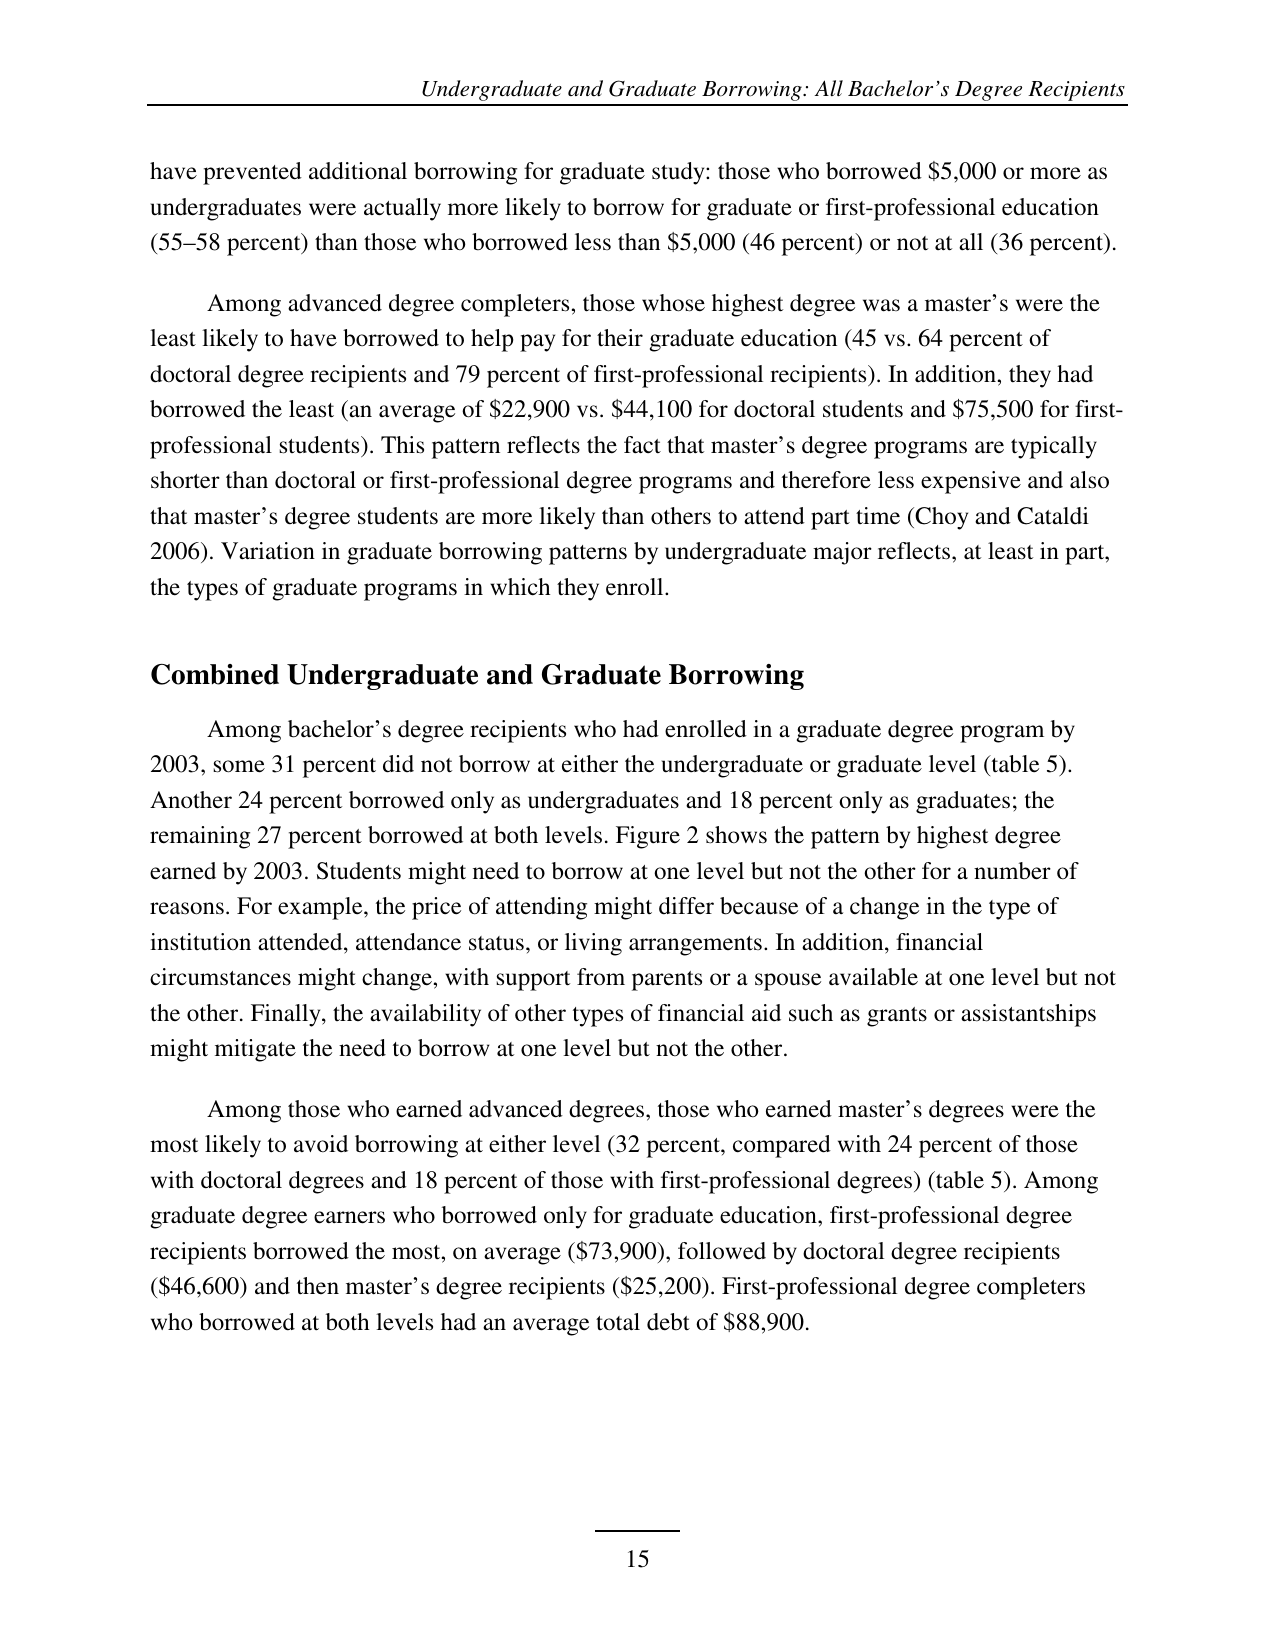 Undergraduate and Graduate Borrowing: All Bachelor’s Degree Recipients
have prevented additional borrowing for graduate study: those who borrowed $5,000 or more as
undergraduates were actually more likely to borrow for graduate or first-professional education
(55–58 percent) than those who borrowed less than $5,000 (46 percent) or not at all (36 percent).
Among advanced degree completers, those whose highest degree was a master’s were the
least likely to have borrowed to help pay for their graduate education (45 vs. 64 percent of
doctoral degree recipients and 79 percent of first-professional recipients). In addition, they had
borrowed the least (an average of $22,900 vs. $44,100 for doctoral students and $75,500 for first-
professional students). This pattern reflects the fact that master’s degree programs are typically
shorter than doctoral or first-professional degree programs and therefore less expensive and also
that master’s degree students are more likely than others to attend part time (Choy and Cataldi
2006). Variation in graduate borrowing patterns by undergraduate major reflects, at least in part,
the types of graduate programs in which they enroll.
Combined Undergraduate and Graduate Borrowing
Among bachelor’s degree recipients who had enrolled in a graduate degree program by
2003, some 31 percent did not borrow at either the undergraduate or graduate level (table 5).
Another 24 percent borrowed only as undergraduates and 18 percent only as graduates; the
remaining 27 percent borrowed at both levels. Figure 2 shows the pattern by highest degree
earned by 2003. Students might need to borrow at one level but not the other for a number of
reasons. For example, the price of attending might differ because of a change in the type of
institution attended, attendance status, or living arrangements. In addition, financial
circumstances might change, with support from parents or a spouse available at one level but not
the other. Finally, the availability of other types of financial aid such as grants or assistantships
might mitigate the need to borrow at one level but not the other.
Among those who earned advanced degrees, those who earned master’s degrees were the
most likely to avoid borrowing at either level (32 percent, compared with 24 percent of those
with doctoral degrees and 18 percent of those with first-professional degrees) (table 5). Among
graduate degree earners who borrowed only for graduate education, first-professional degree
recipients borrowed the most, on average ($73,900), followed by doctoral degree recipients
($46,600) and then master’s degree recipients ($25,200). First-professional degree completers
who borrowed at both levels had an average total debt of $88,900.
15